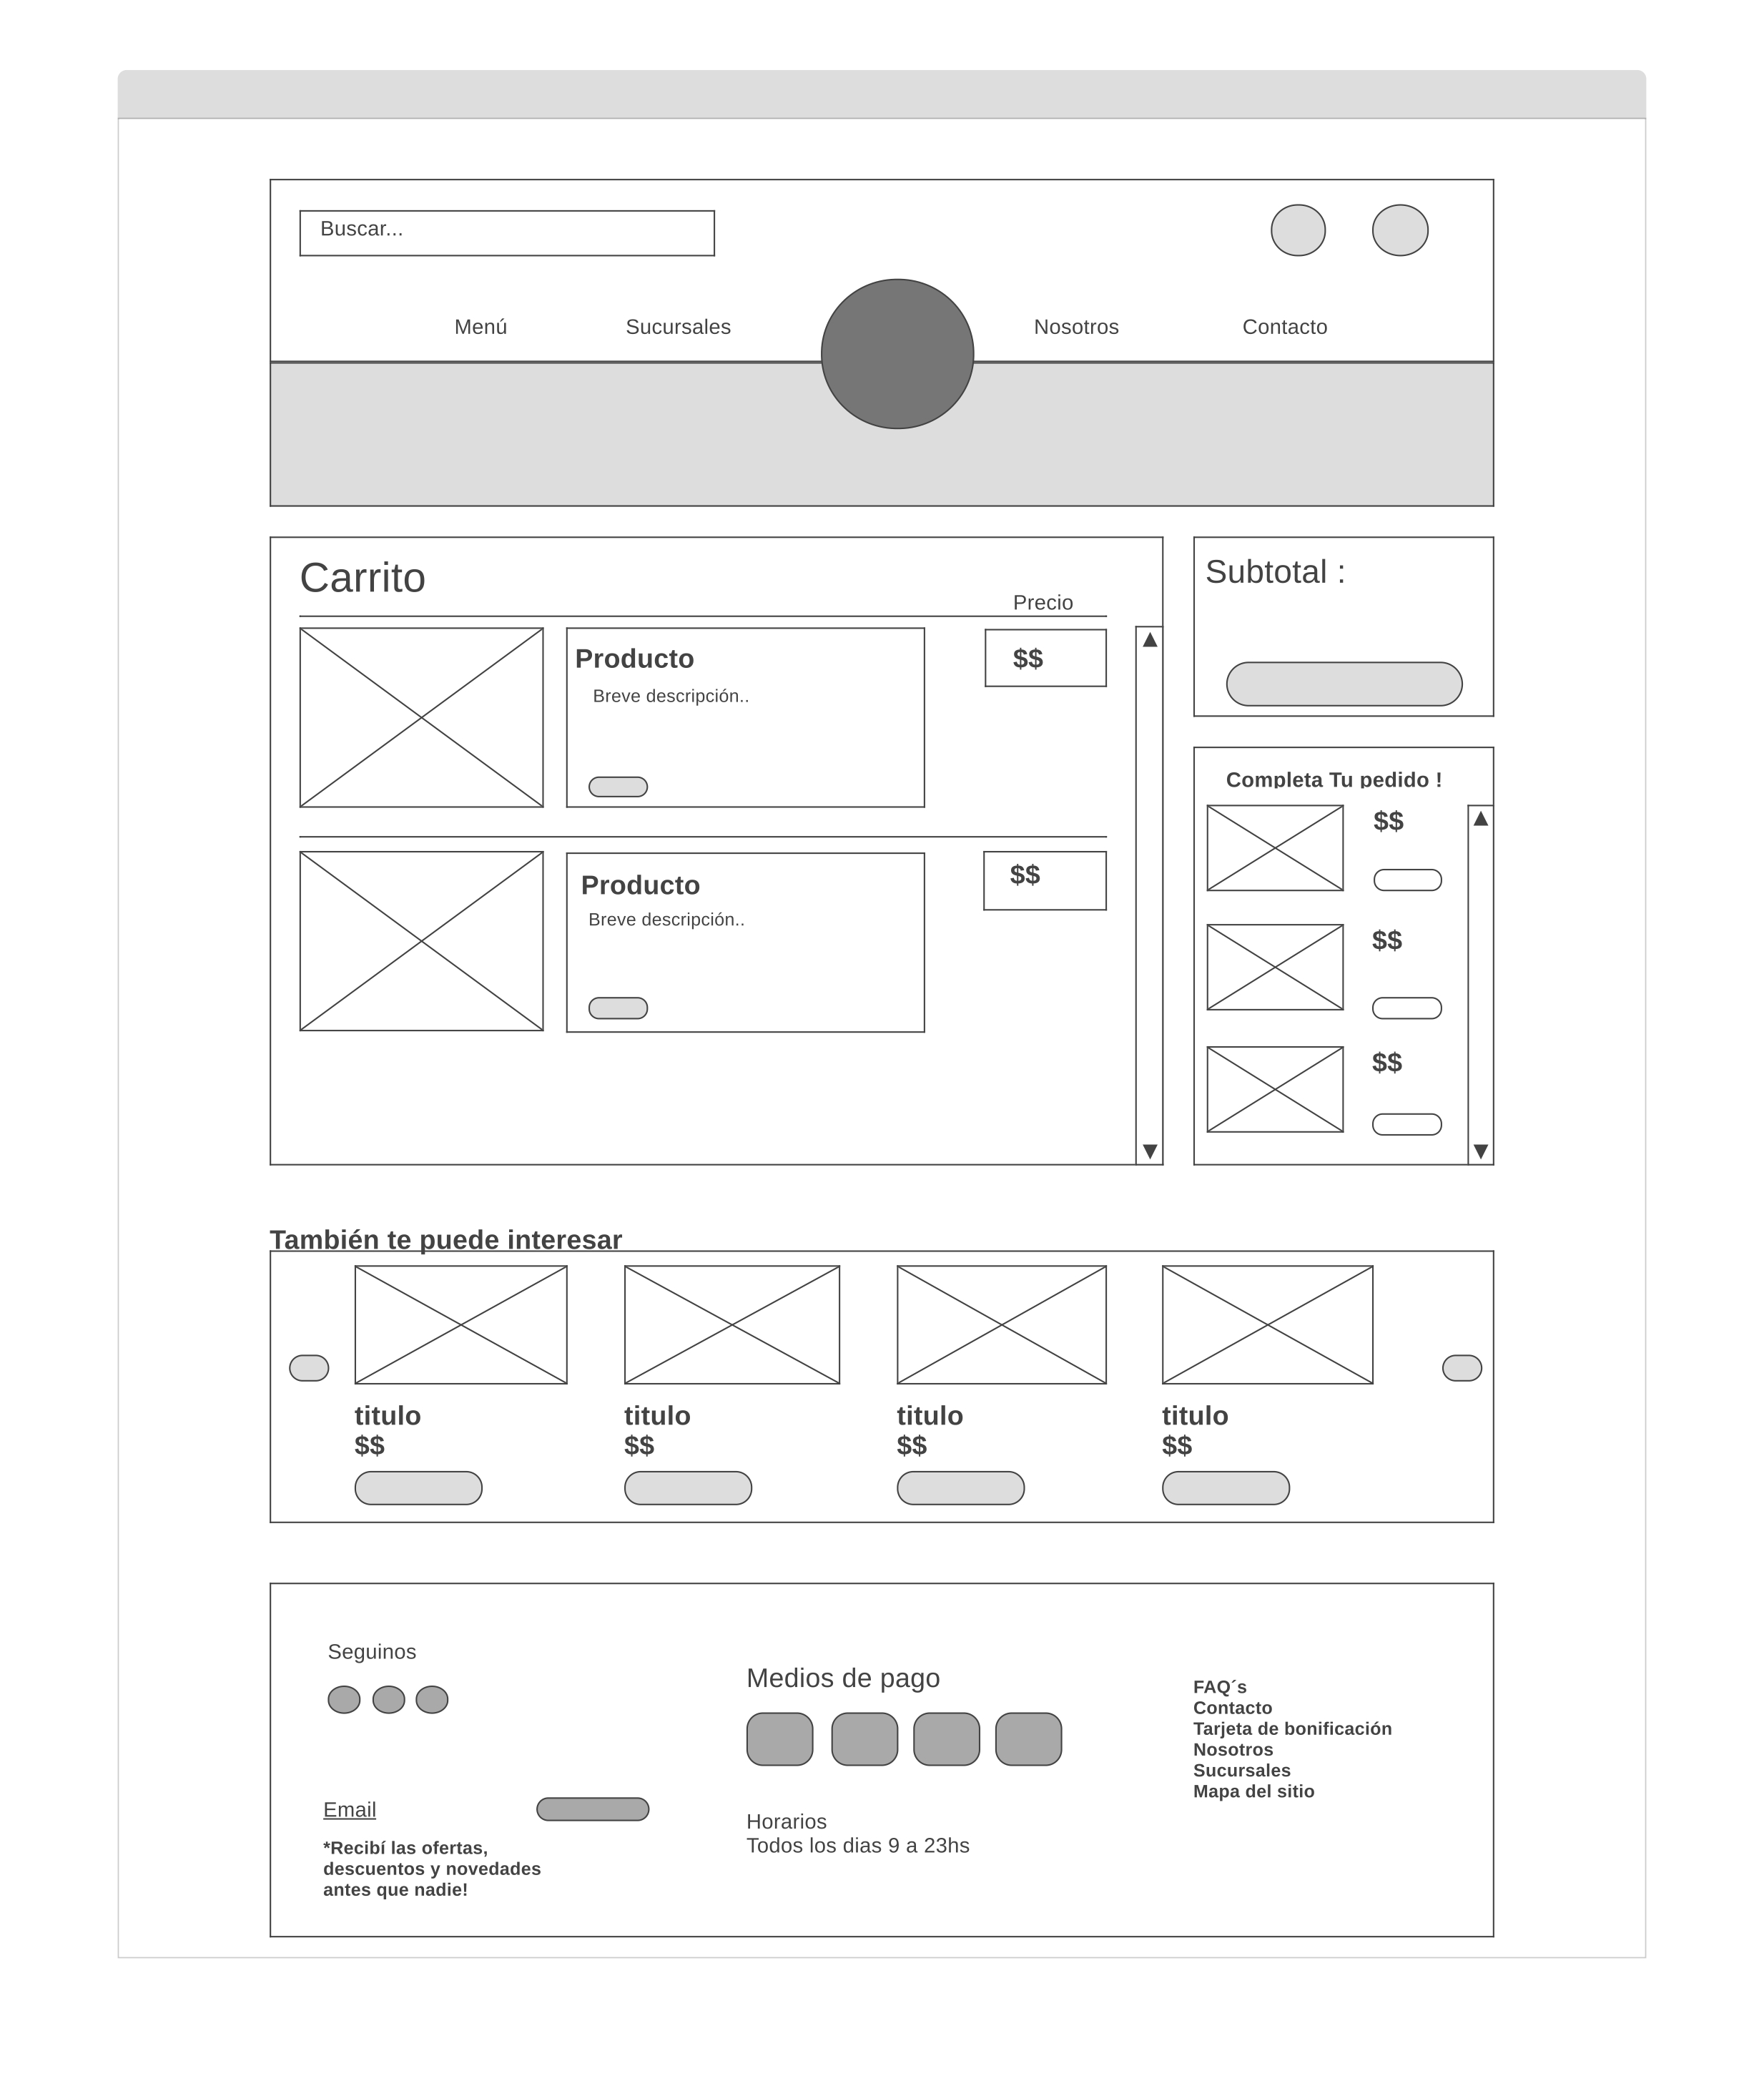 Buscar...
Menú
Sucursales
Nosotros
Contacto
Carrito
Precio
Producto
Breve descripción..
$$
Producto
Breve descripción..
$$
Subtotal :
Completa Tu pedido !
$$
$$
$$
También te puede interesar
titulo
$$
titulo
$$
titulo
$$
titulo
$$
Seguinos
Email
*Recibí las ofertas,
descuentos y novedades
antes que nadie!
Medios de pago
Horarios
Todos los dias 9 a 23hs
FAQ´s
Contacto
Tarjeta de bonificación
Nosotros
Sucursales
Mapa del sitio